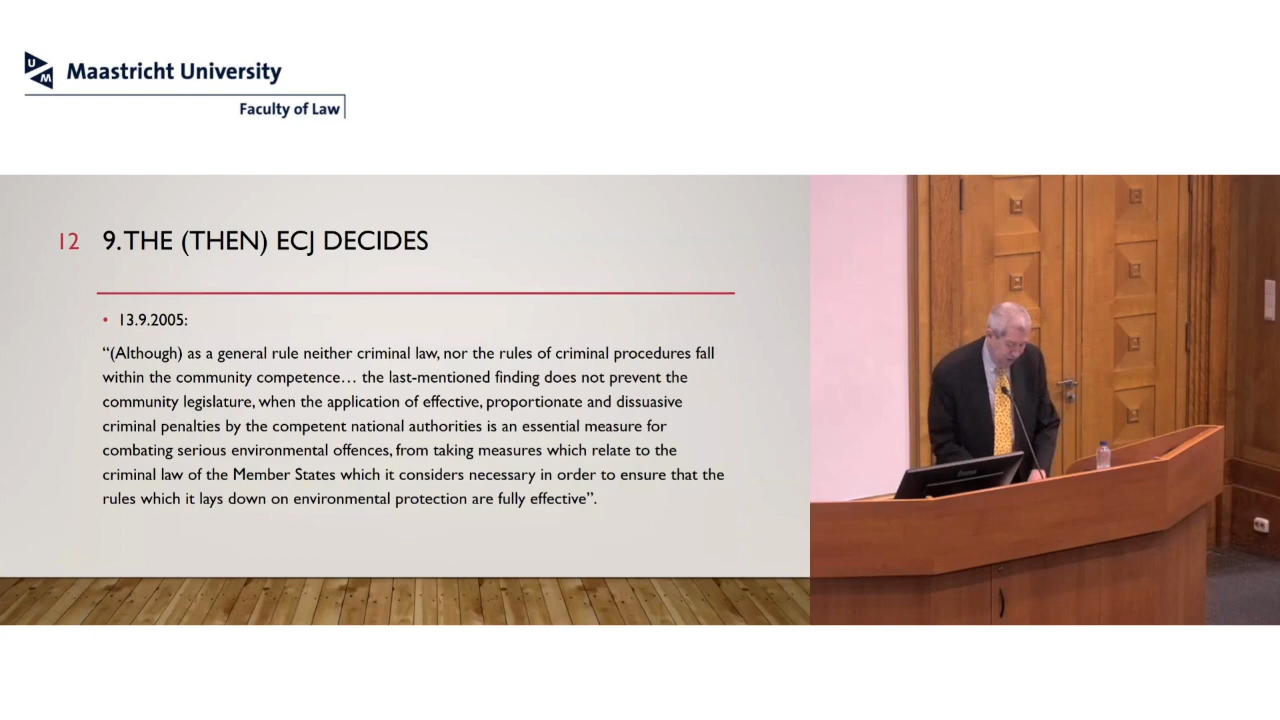 U
M
Maastricht University
Faculty of Law
12 9.THE (THEN) ECJ DECIDES
• 13.9.2005:
“(Although) as a general rule neither criminal law, nor the rules of criminal procedures fall
within the community competence… the last-mentioned finding does not prevent the
community legislature, when the application of effective, proportionate and dissuasive
criminal penalties by the competent national authorities is an essential measure for
combating serious environmental offences, from taking measures which relate to the
criminal law of the Member States which it considers necessary in order to ensure that the
rules which it lays down on environmental protection are fully effective”.